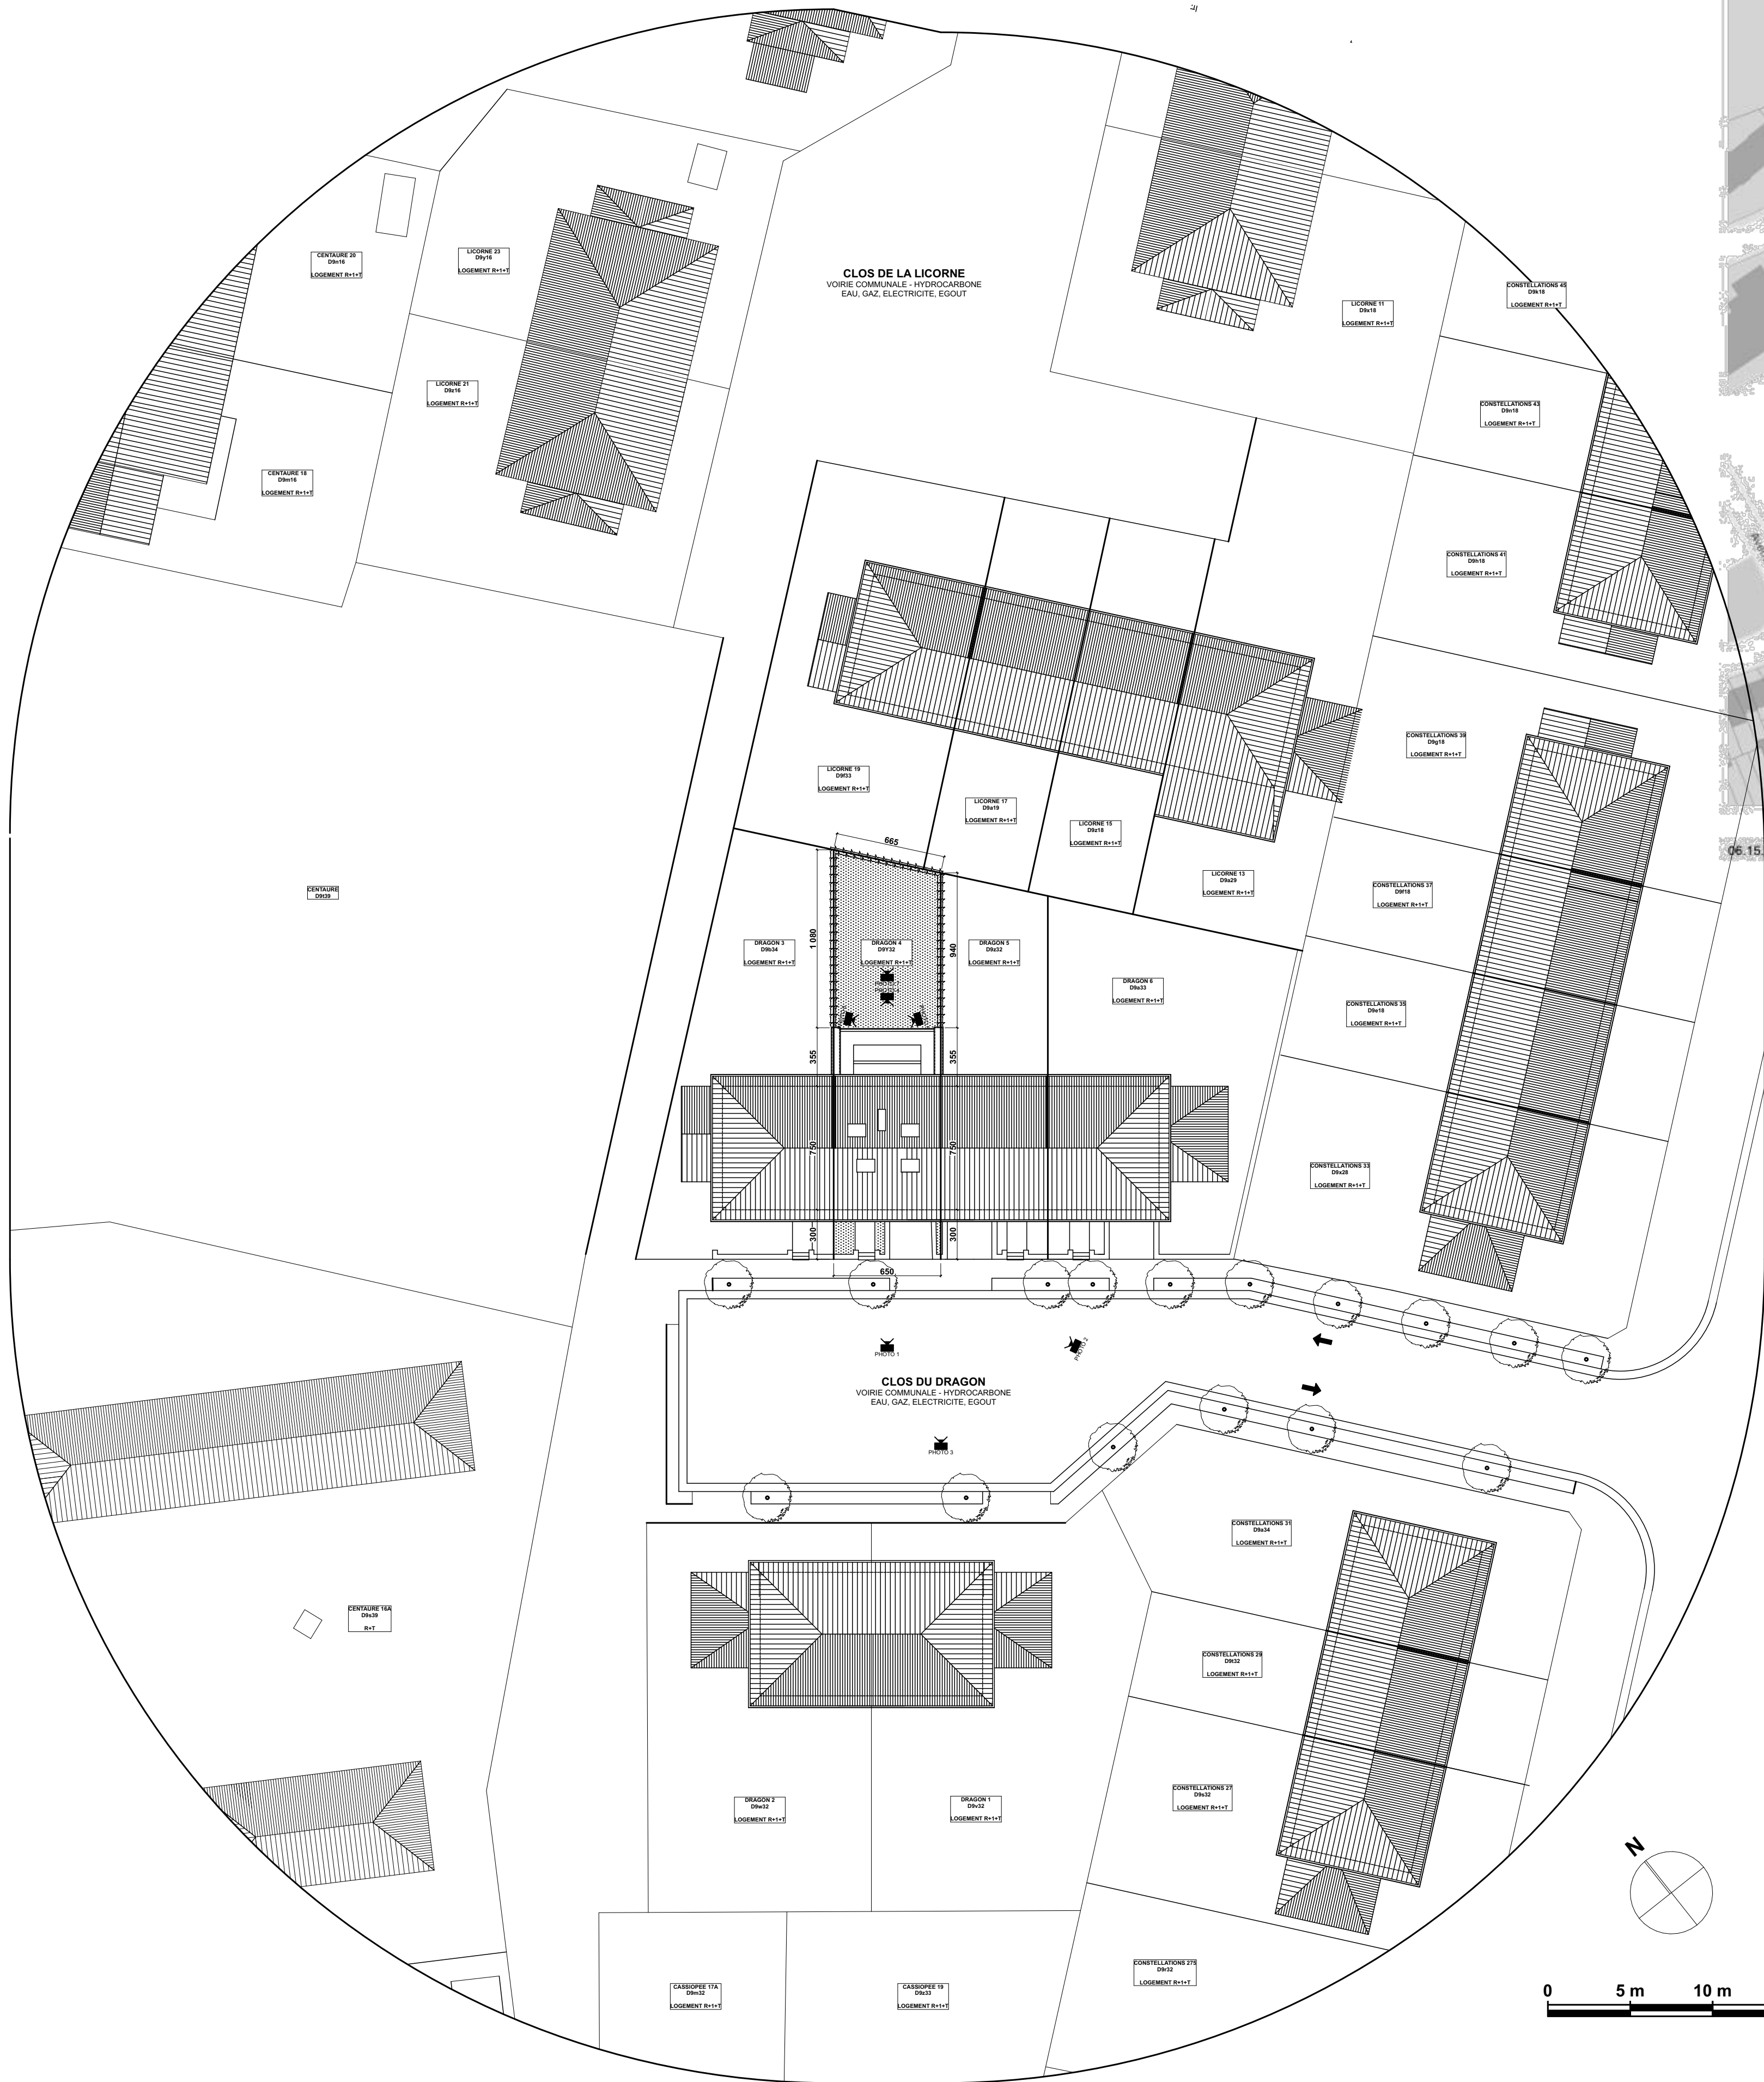 CLOS DE LA LICORNE
VOIRIE COMMUNALE - HYDROCARBONE
EAU, GAZ, ELECTRICITE, EGOUT
CENTAURE 20
D9n16
LOGEMENT R+1+T
LICORNE 23
D9y16
LOGEMENT R+1+T
LICORNE 11
D9x18
LOGEMENT R+1+T
CONSTELLATIONS 45
D9k18
LOGEMENT R+1+T
LICORNE 21
D9z16
LOGEMENT R+1+T
CONSTELLATIONS 43
D9n18
LOGEMENT R+1+T
CENTAURE 18
D9m16
LOGEMENT R+1+T
CONSTELLATIONS 41
D9h18
LOGEMENT R+1+T
CONSTELLATIONS 39
D9g18
LOGEMENT R+1+T
LICORNE 19
D9f33
LOGEMENT R+1+T
LICORNE 17
D9a19
LOGEMENT R+1+T
LICORNE 15
D9z18
LOGEMENT R+1+T
LICORNE 13
D9a29
LOGEMENT R+1+T
CONSTELLATIONS 37
D9f18
LOGEMENT R+1+T
06.15.
665
CENTAURE
D9t39
1 080
940
DRAGON 3
D9b34
LOGEMENT R+1+T
DRAGON 4
D9Y32
LOGEMENT R+1+T
DRAGON 5
D9z32
LOGEMENT R+1+T
DRAGON 6
D9a33
LOGEMENT R+1+T
CONSTELLATIONS 35
D9a18
LOGEMENT R+1+T
355
355
750
750
CONSTELLATIONS 33
D9x28
LOGEMENT R+1+T
300
300
650
PHOTO 1
PHOTO 2
CLOS DU DRAGON
VOIRIE COMMUNALE - HYDROCARBONE
EAU, GAZ, ELECTRICITE, EGOUT
PHOTO 3
CONSTELLATIONS 31
D9a34
LOGEMENT R+1+T
CENTAURE 16A
D9s39
R+T
CONSTELLATIONS 29
D9t32
LOGEMENT R+1+T
DRAGON 2
D9w32
LOGEMENT R+1+T
DRAGON 1
D9v32
LOGEMENT R+1+T
CONSTELLATIONS 27
D9s32
LOGEMENT R+1+T
N
CASSIOPEE 17A
D9m32
LOGEMENT R+1+T
CASSIOPEE 19
D9z33
LOGEMENT R+1+T
CONSTELLATIONS 275
D9r32
LOGEMENT R+1+T
0 5 m 10 m